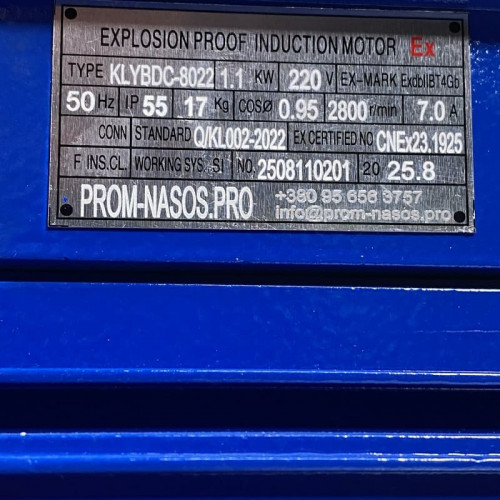 EXPLOSION PROOF INDUCTION MOTOR Ex
TYPE KLYBDC-8022 1.1 KW 220 V EX-MARK ExdbIIBT4Gb
50 Hz IP 55 17 Kg COSØ 0.95 2800 r/min 7.0 A
CONN STANDARD Q/KL002-2022 EX CERTIFIED NO CNEx23.1925
F INS.CL. WORKING SYS. SI NO. 2508110201 20 25.8
PROM-NASOS.PRO +380 95 656 3757
info@prom-nasos.pro